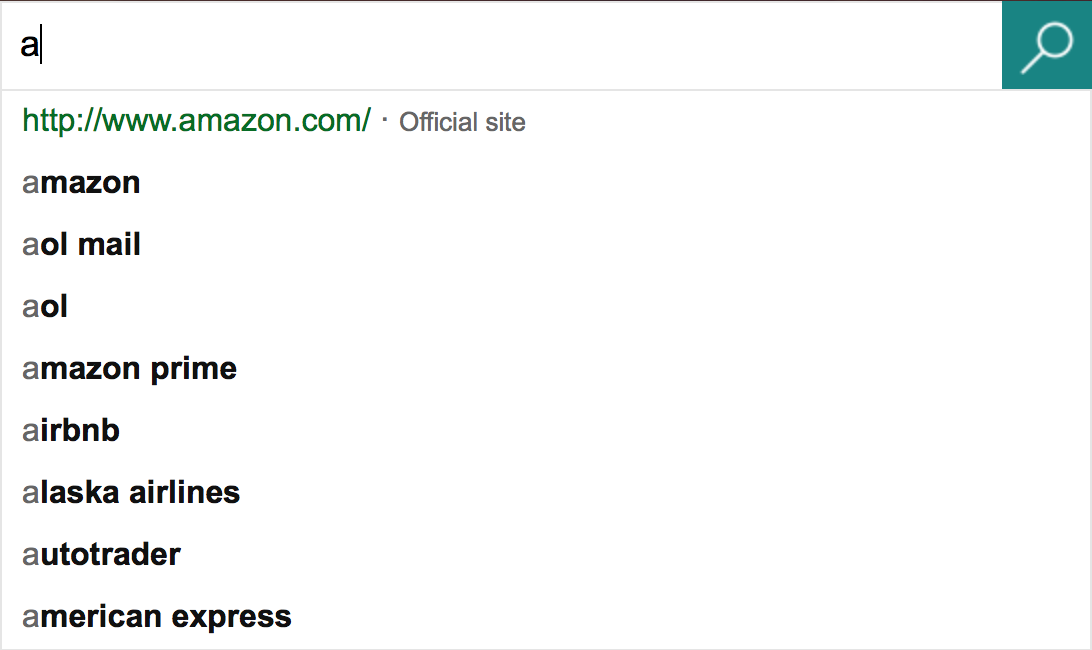 a
http://www.amazon.com/ · Official site
amazon
aol mail
aol
amazon prime
airbnb
alaska airlines
autotrader
american express